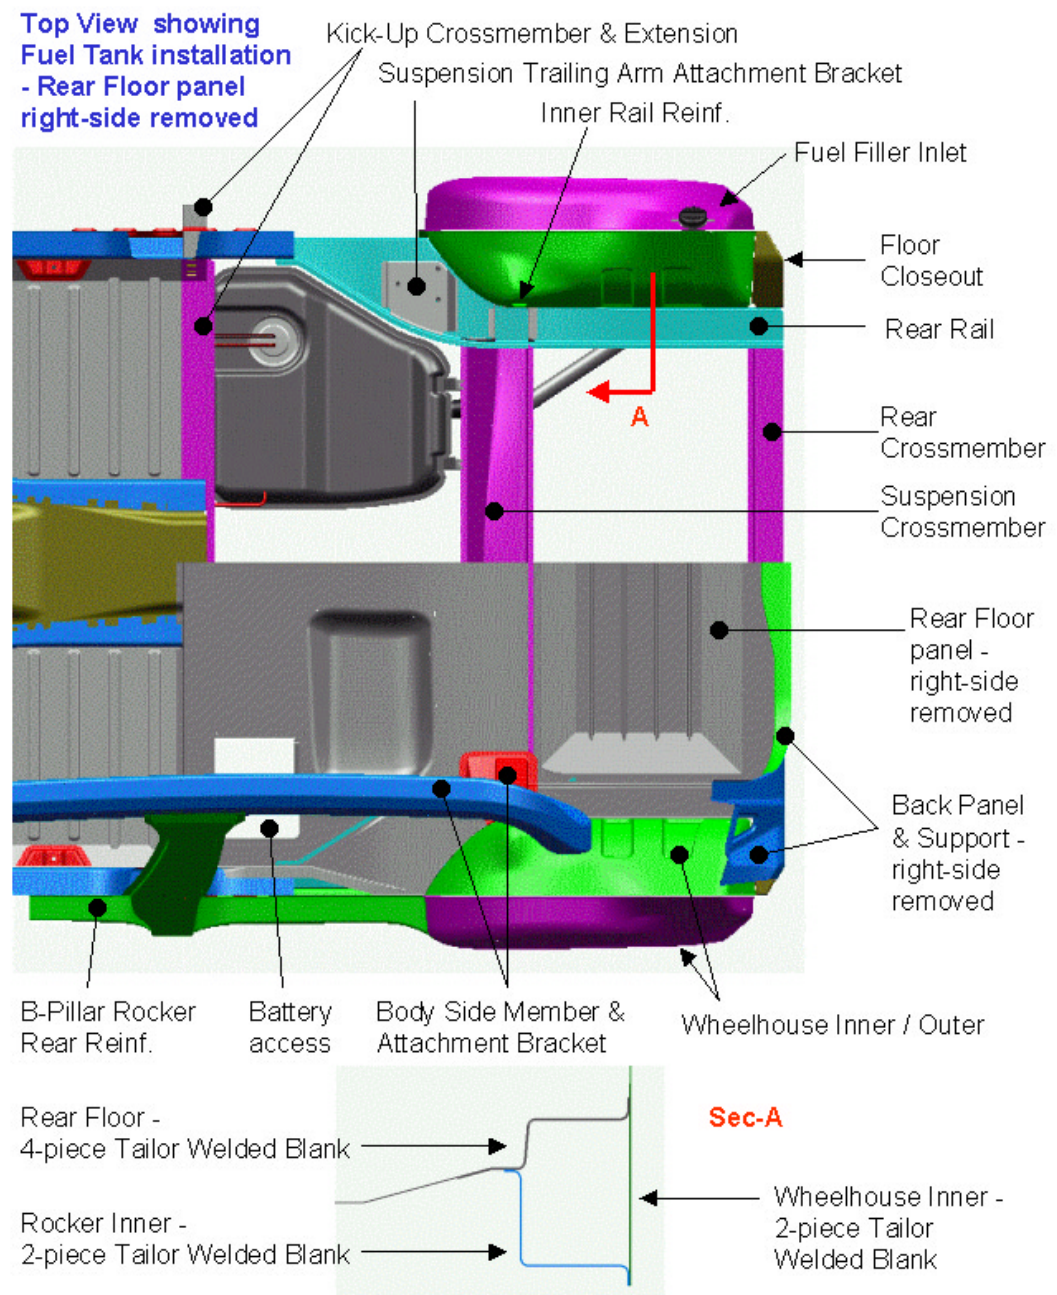 Top View showing
Fuel Tank installation
- Rear Floor panel
right-side removed
Kick-Up Crossmember & Extension
Suspension Trailing Arm Attachment Bracket
Inner Rail Reinf.
Fuel Filler Inlet
Floor
Closeout
Rear Rail
A
Rear
Crossmember
Suspension
Crossmember
Rear Floor
panel -
right-side
removed
Back Panel
& Support -
right-side
removed
B-Pillar Rocker
Rear Reinf.
Battery
access
Body Side Member &
Attachment Bracket
Wheelhouse Inner / Outer
Rear Floor -
4-piece Tailor Welded Blank
Sec-A
Rocker Inner -
2-piece Tailor Welded Blank
Wheelhouse Inner -
2-piece Tailor
Welded Blank